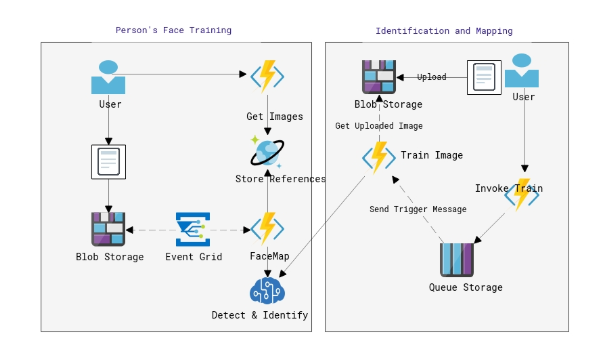 Person's Face Training
Identification and Mapping
User
Get Images
Store References
Blob Storage
Event Grid
FaceMap
Detect & Identify
Upload
Blob Storage
User
Get Uploaded Image
Train Image
Invoke Train
Send Trigger Message
Queue Storage